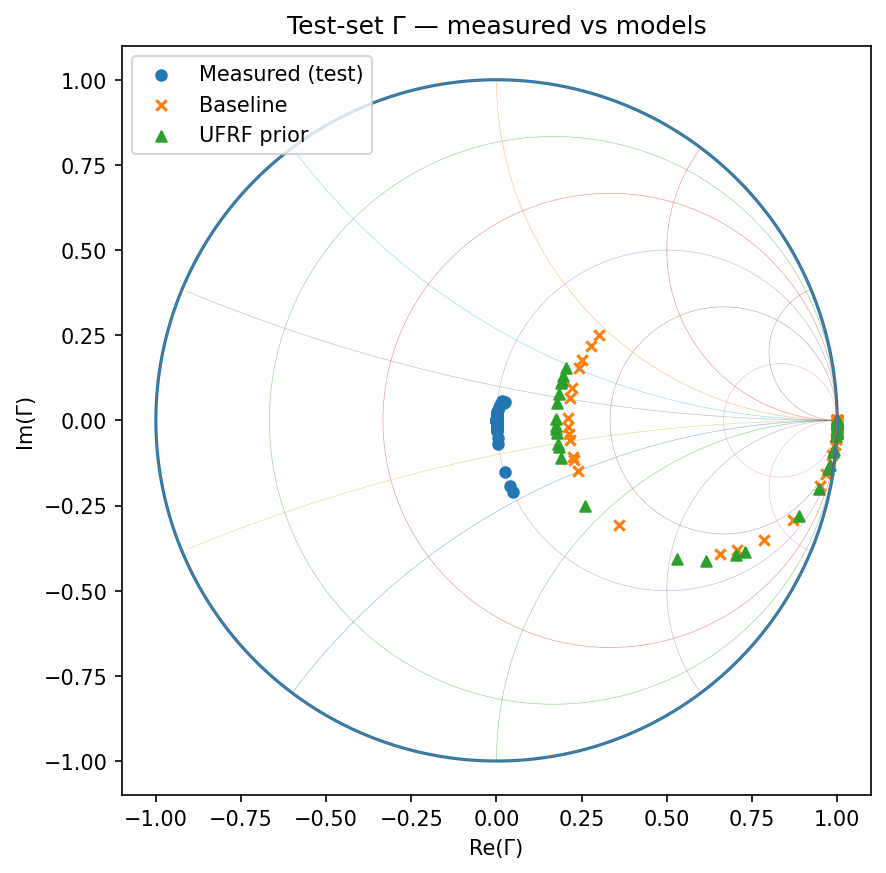 Test-set Γ — measured vs models
Measured (test)
Baseline
UFRF prior
1.00
0.75
0.50
0.25
0.00
−0.25
−0.50
−0.75
−1.00
Im(Γ)
−1.00 −0.75 −0.50 −0.25 0.00 0.25 0.50 0.75 1.00
Re(Γ)